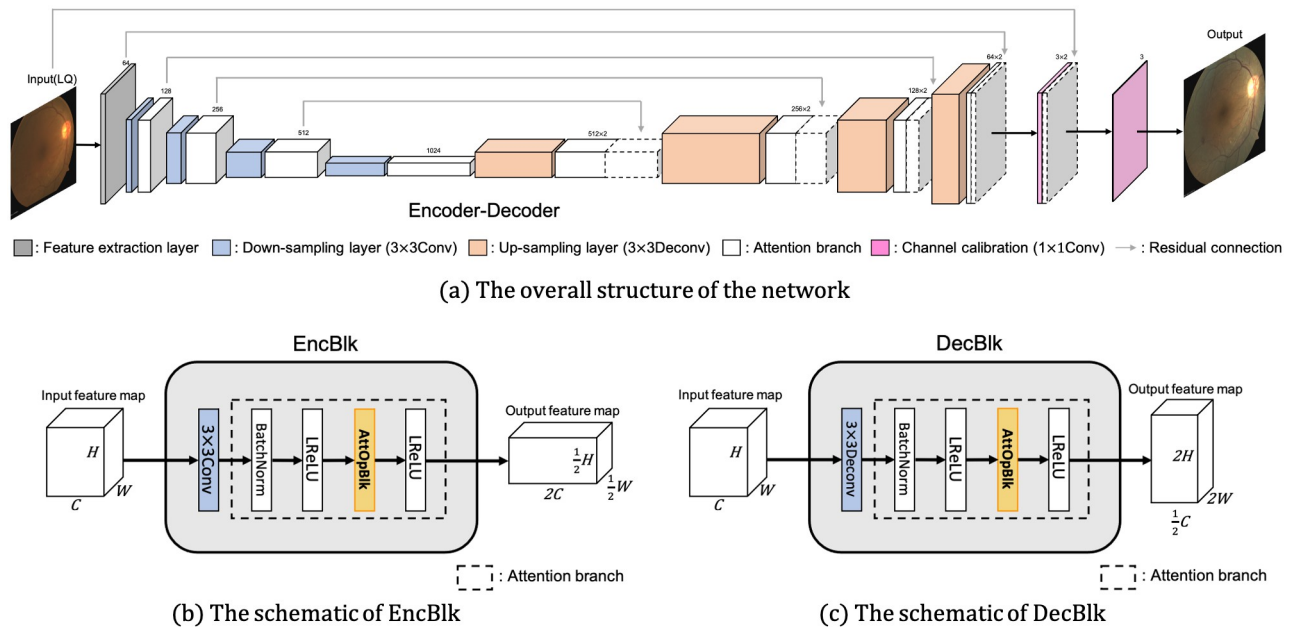 Input(LQ)
64
128
256
512
1024
512×2
256×2
128×2
64×2
3×2
3
Output
Encoder-Decoder
: Feature extraction layer : Down-sampling layer (3×3Conv) : Up-sampling layer (3×3Deconv) : Attention branch : Channel calibration (1×1Conv) : Residual connection
(a) The overall structure of the network
EncBlk
Input feature map
H
C
W
3×3Conv
BatchNorm
LReLU
AttOpBlk
LReLU
Output feature map
½H
2C
½W
: Attention branch
(b) The schematic of EncBlk
DecBlk
Input feature map
H
C
W
3×3Deconv
BatchNorm
LReLU
AttOpBlk
LReLU
Output feature map
2H
2W
½C
: Attention branch
(c) The schematic of DecBlk